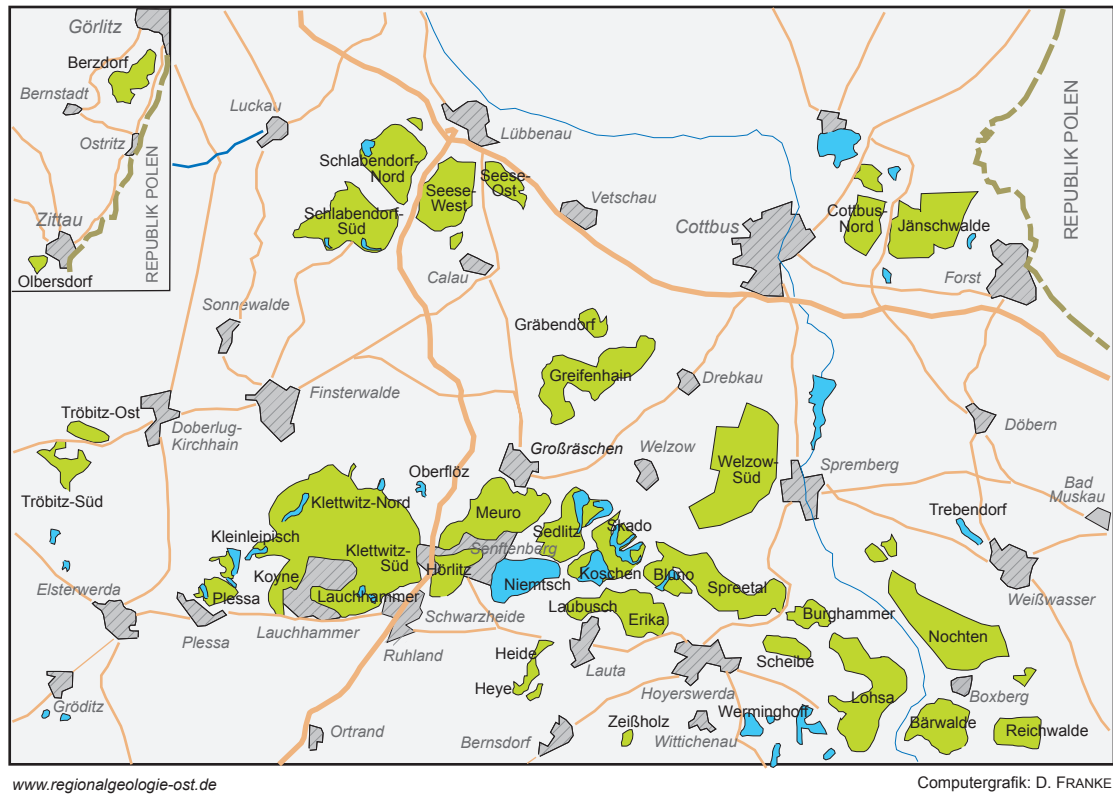 Görlitz
Berzdorf
Bernstadt
Ostritz
Zittau
REPUBLIK POLEN
Olbersdorf
Luckau
Lübbenau
Schlabendorf-
Nord
Seese-
West
Seese-
Ost
Schlabendorf-
Süd
Vetschau
Calau
Cottbus
Cottbus-
Nord
Jänschwalde
REPUBLIK POLEN
Forst
Sonnewalde
Gräbendorf
Greifenhain
Drebkau
Finsterwalde
Tröbitz-Ost
Doberlug-
Kirchhain
Döbern
Großräschen
Welzow
Welzow-
Süd
Spremberg
Bad
Muskau
Tröbitz-Süd
Oberflöz
Klettwitz-Nord
Meuro
Sedlitz
Skado
Trebendorf
Kleinleipisch
Klettwitz-
Süd
Senftenberg
Hörlitz
Niemtsch
Koschen
Bluno
Spreetal
Elsterwerda
Koyne
Plessa
Lauchhammer
Laubusch
Erika
Burghammer
Weißwasser
Plessa
Lauchhammer
Schwarzheide
Ruhland
Nochten
Heide
Lauta
Scheibe
Heye
Hoyerswerda
Lohsa
Boxberg
Gröditz
Ortrand
Bernsdorf
Zeißholz
Wittichenau
Werminghoff
Bärwalde
Reichwalde
www.regionalgeologie-ost.de
Computergrafik: D. FRANKE